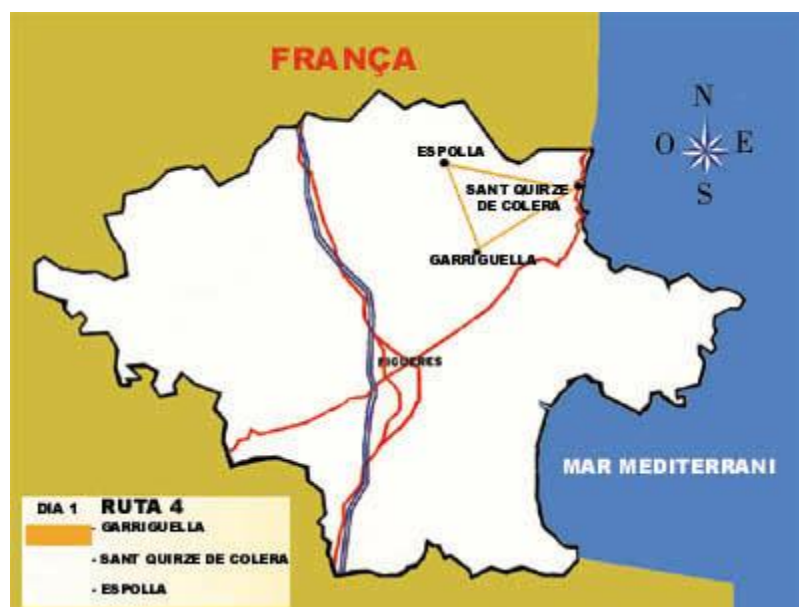 FRANÇA
N
O E
S
ESPOLLA
SANT QUIRZE
DE COLERA
GARRIGUELLA
FIGUERES
MAR MEDITERRANI
DIA 1 RUTA 4
- GARRIGUELLA
- SANT QUIRZE DE COLERA
- ESPOLLA